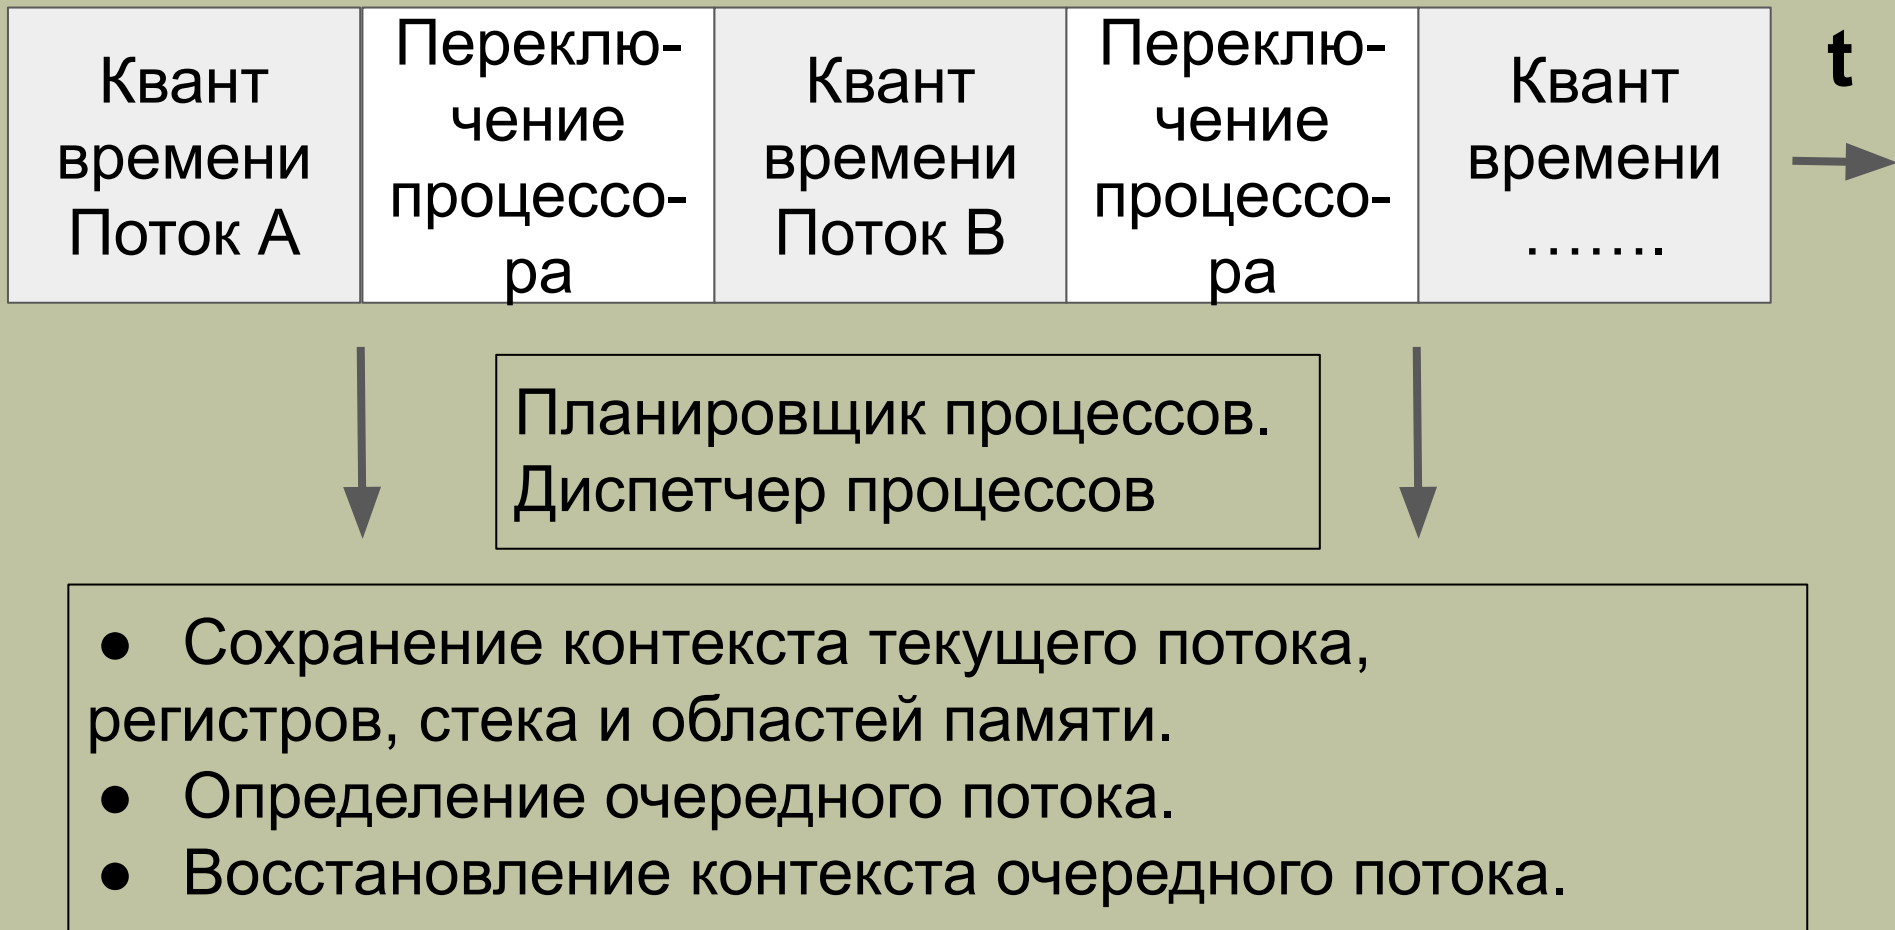 Квант
времени
Поток А
Переклю-
чение
процессо-
ра
Квант
времени
Поток В
Переклю-
чение
процессо-
ра
Квант
времени
…….
t
Планировщик процессов.
Диспетчер процессов
● Сохранение контекста текущего потока,
регистров, стека и областей памяти.
● Определение очередного потока.
● Восстановление контекста очередного потока.